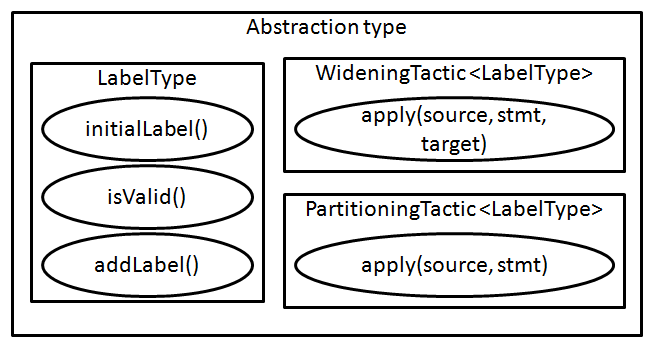 Abstraction type
LabelType
initialLabel()
isValid()
addLabel()
WideningTactic <LabelType>
apply(source, stmt,
target)
PartitioningTactic <LabelType>
apply(source, stmt)